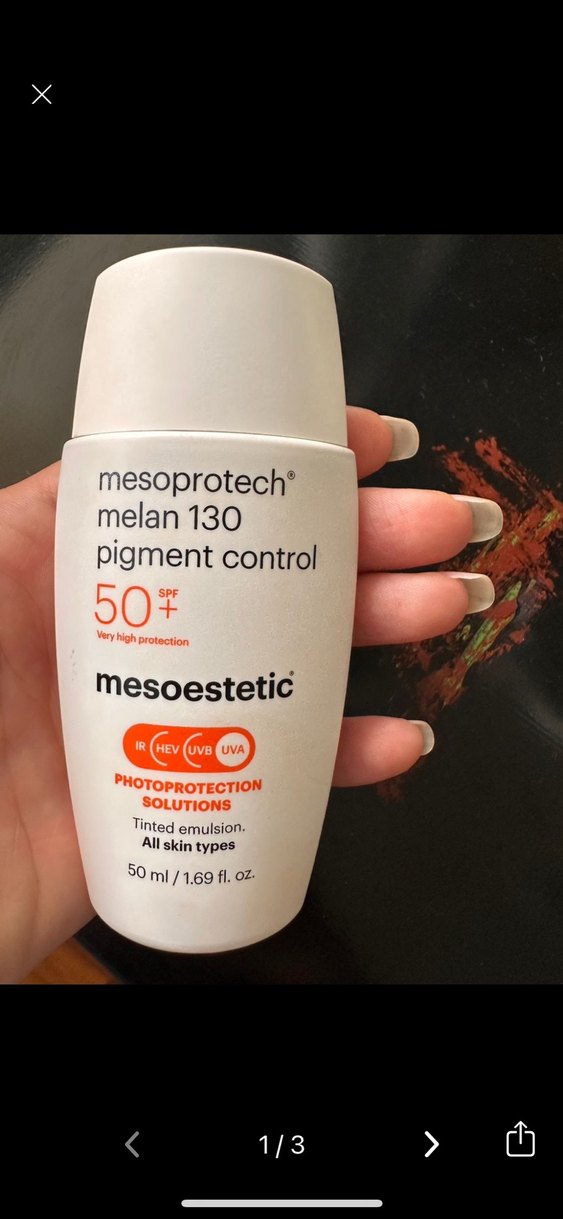 mesoprotech®
melan 130
pigment control
50+ SPF
Very high protection
mesoestetic®
IR HEV UVB UVA
PHOTOPROTECTION
SOLUTIONS
Tinted emulsion.
All skin types
50 ml / 1.69 fl. oz.
1 / 3